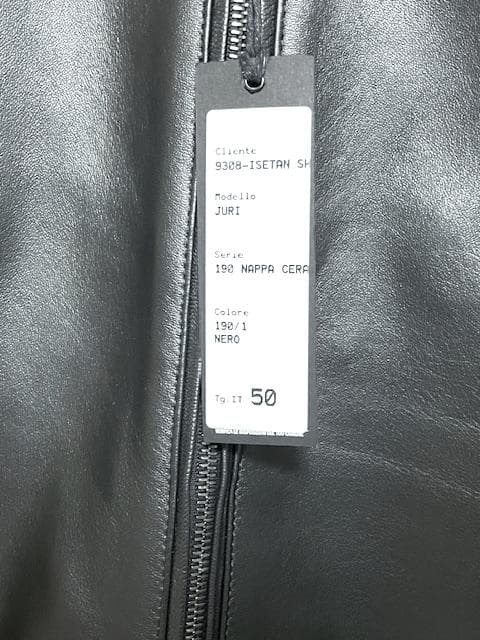 Cliente
9308-ISETAN SH
Modello
JURI
Serie
190 NAPPA CERA
Colore
190/1
NERO
Tg.IT 50